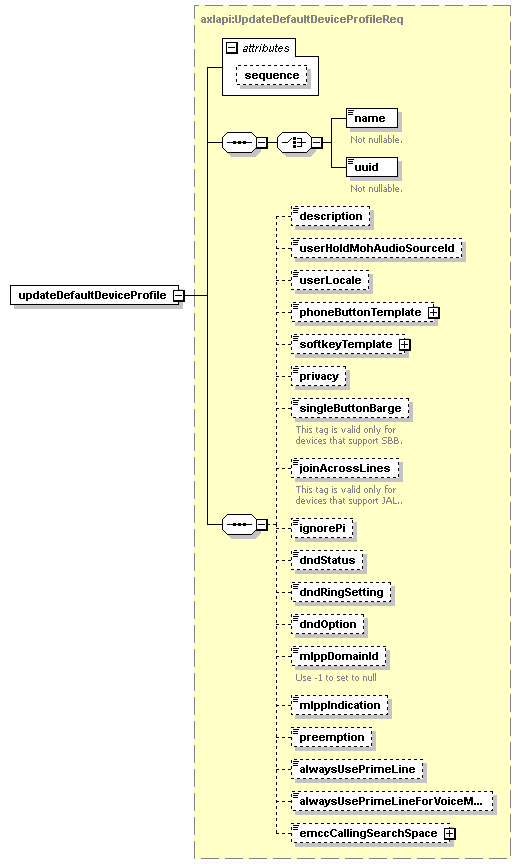 axlapi:UpdateDefaultDeviceProfileReq
attributes
sequence
name
Not nullable.
uuid
Not nullable.
updateDefaultDeviceProfile
description
userHoldMohAudioSourceId
userLocale
phoneButtonTemplate
softkeyTemplate
privacy
singleButtonBarge
This tag is valid only for
devices that support SBB.
joinAcrossLines
This tag is valid only for
devices that support JAL..
ignorePi
dndStatus
dndRingSetting
dndOption
mlppDomainId
Use -1 to set to null
mlppIndication
preemption
alwaysUsePrimeLine
alwaysUsePrimeLineForVoiceM...
emccCallingSearchSpace